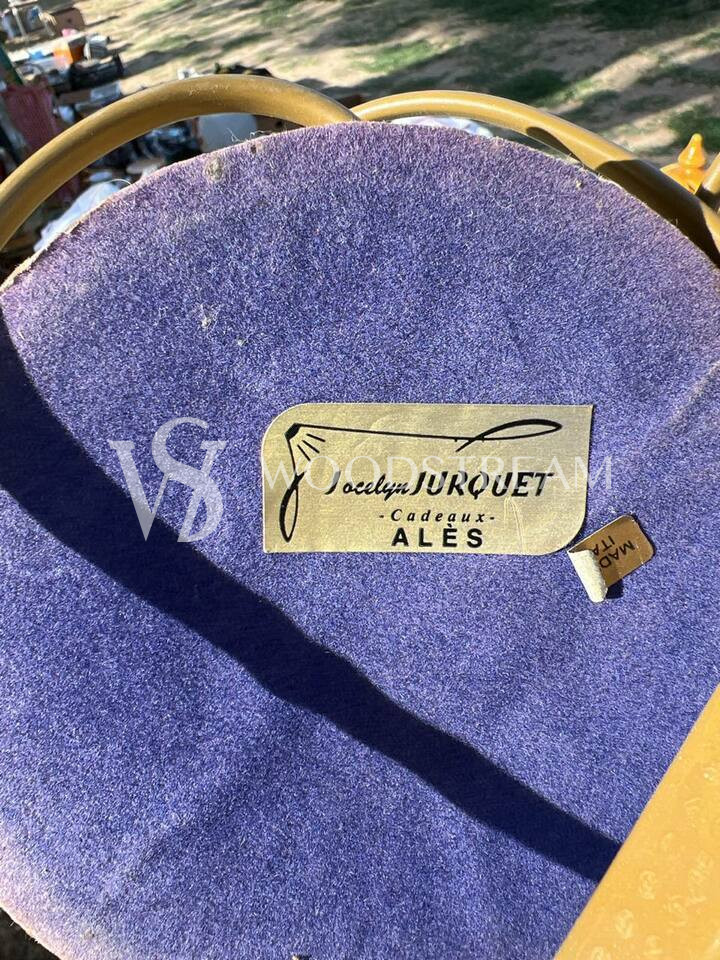 Jocelyn JURQUET
-Cadeaux-
ALÈS
WOODSTREAM